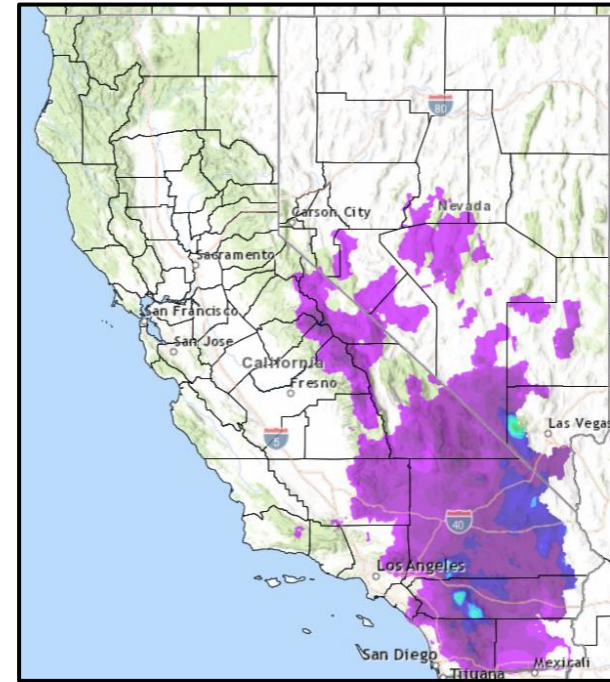 80
Nevada
Carson City
Sacramento
San Francisco
San Jose
California
Fresno
5
Las Vegas
40
Los Angeles
San Diego
Mexicali
Tijuana